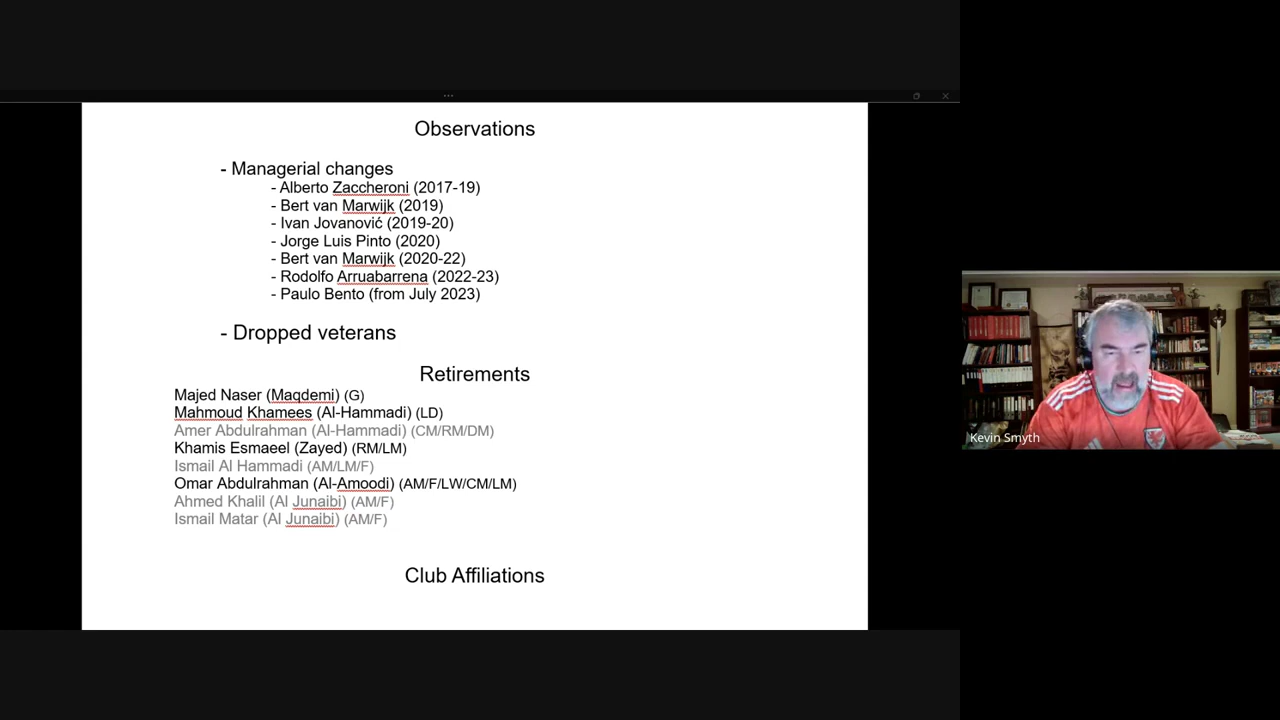 Observations
- Managerial changes
- Alberto Zaccheroni (2017-19)
- Bert van Marwijk (2019)
- Ivan Jovanović (2019-20)
- Jorge Luis Pinto (2020)
- Bert van Marwijk (2020-22)
- Rodolfo Arruabarrena (2022-23)
- Paulo Bento (from July 2023)
- Dropped veterans
Retirements
Majed Naser (Maqdemi) (G)
Mahmoud Khamees (Al-Hammadi) (LD)
Amer Abdulrahman (Al-Hammadi) (CM/RM/DM)
Khamis Esmaeel (Zayed) (RM/LM)
Ismail Al Hammadi (AM/LM/F)
Omar Abdulrahman (Al-Amoodi) (AM/F/LW/CM/LM)
Ahmed Khalil (Al Junaibi) (AM/F)
Ismail Matar (Al Junaibi) (AM/F)
Club Affiliations
Kevin Smyth